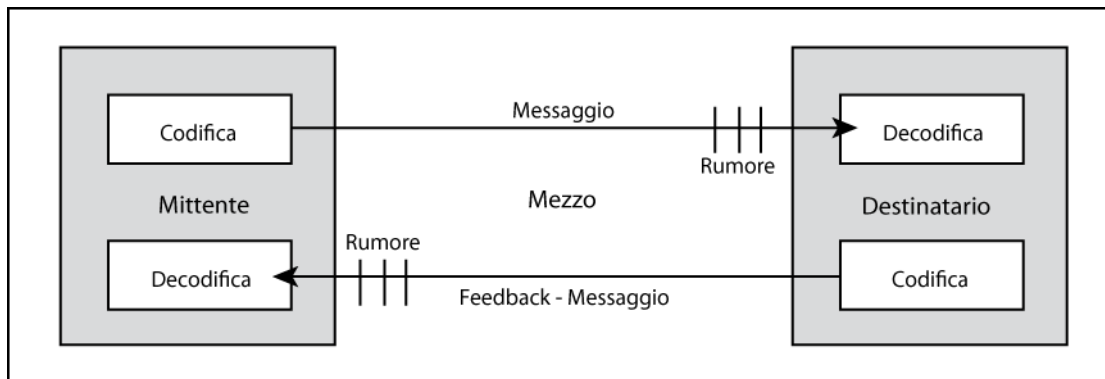 Messaggio
Codifica
Decodifica
Rumore
Mittente
Mezzo
Destinatario
Rumore
Decodifica
Codifica
Feedback - Messaggio